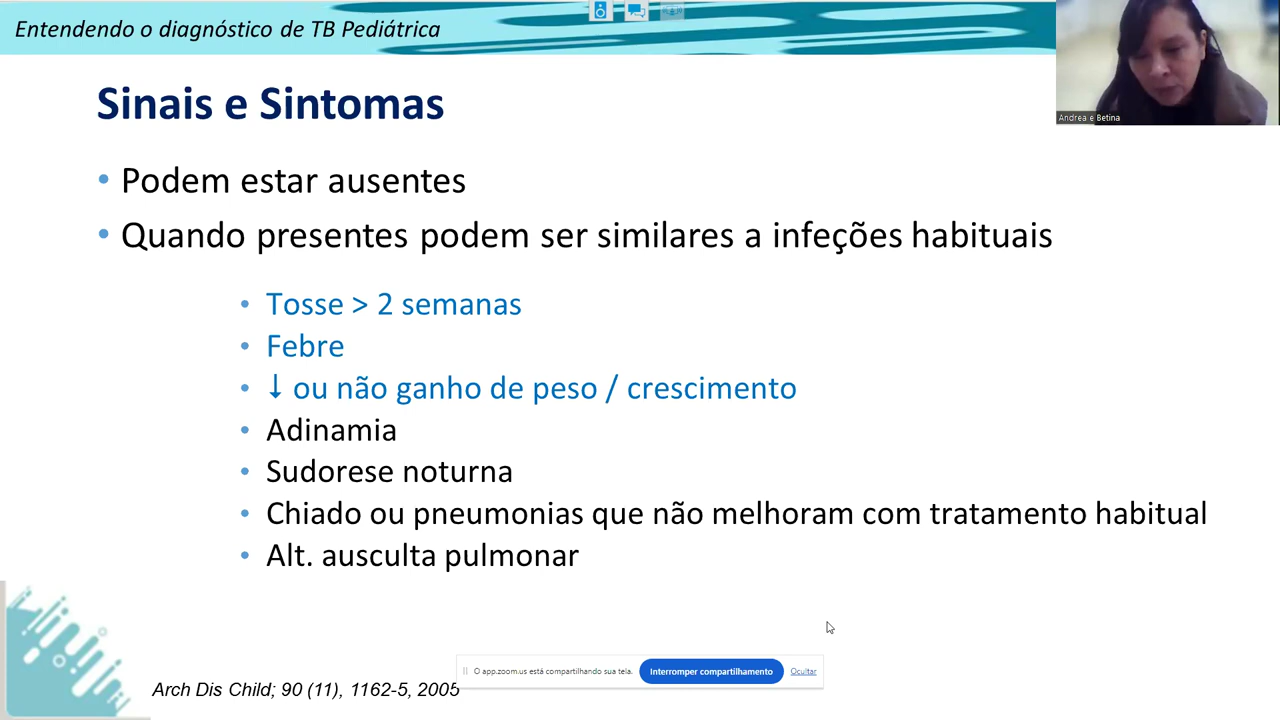 Entendendo o diagnóstico de TB Pediátrica
Andrea e Betina
Sinais e Sintomas
• Podem estar ausentes
• Quando presentes podem ser similares a infeções habituais
• Tosse > 2 semanas
• Febre
• ↓ ou não ganho de peso / crescimento
• Adinamia
• Sudorese noturna
• Chiado ou pneumonias que não melhoram com tratamento habitual
• Alt. ausculta pulmonar
O app.zoom.us está compartilhando sua tela. Interromper compartilhamento Ocultar
Arch Dis Child; 90 (11), 1162-5, 2005